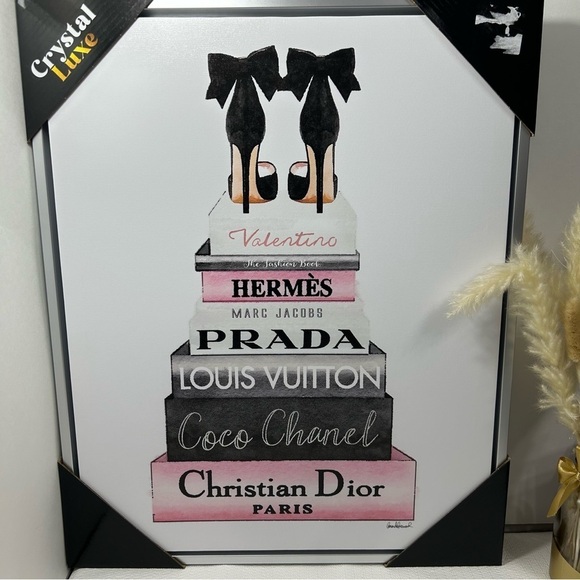 Crystal
Luxe
Valentino
The Fashion Book
HERMÈS
MARC JACOBS
PRADA
LOUIS VUITTON
Coco Chanel
Christian Dior
PARIS